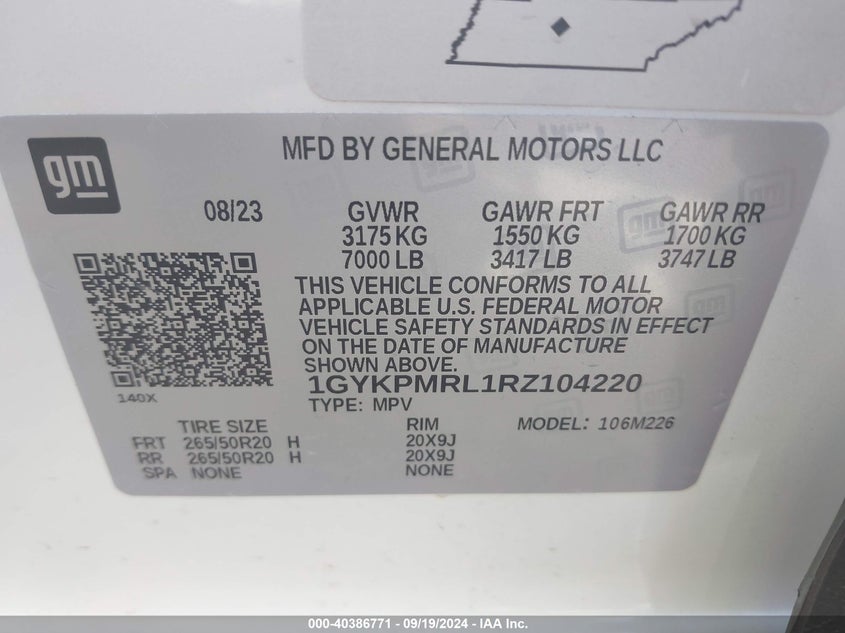 gm
MFD BY GENERAL MOTORS LLC
08/23 GVWR GAWR FRT GAWR RR
3175 KG 1550 KG 1700 KG
7000 LB 3417 LB 3747 LB
THIS VEHICLE CONFORMS TO ALL
APPLICABLE U.S. FEDERAL MOTOR
VEHICLE SAFETY STANDARDS IN EFFECT
ON THE DATE OF MANUFACTURE
SHOWN ABOVE.
1GYKPMRL1RZ104220
140X
TYPE: MPV
TIRE SIZE RIM MODEL: 106M226
FRT 265/50R20 H 20X9J
RR 265/50R20 H 20X9J
SPA NONE NONE
000-40386771 - 09/19/2024 - IAA Inc.